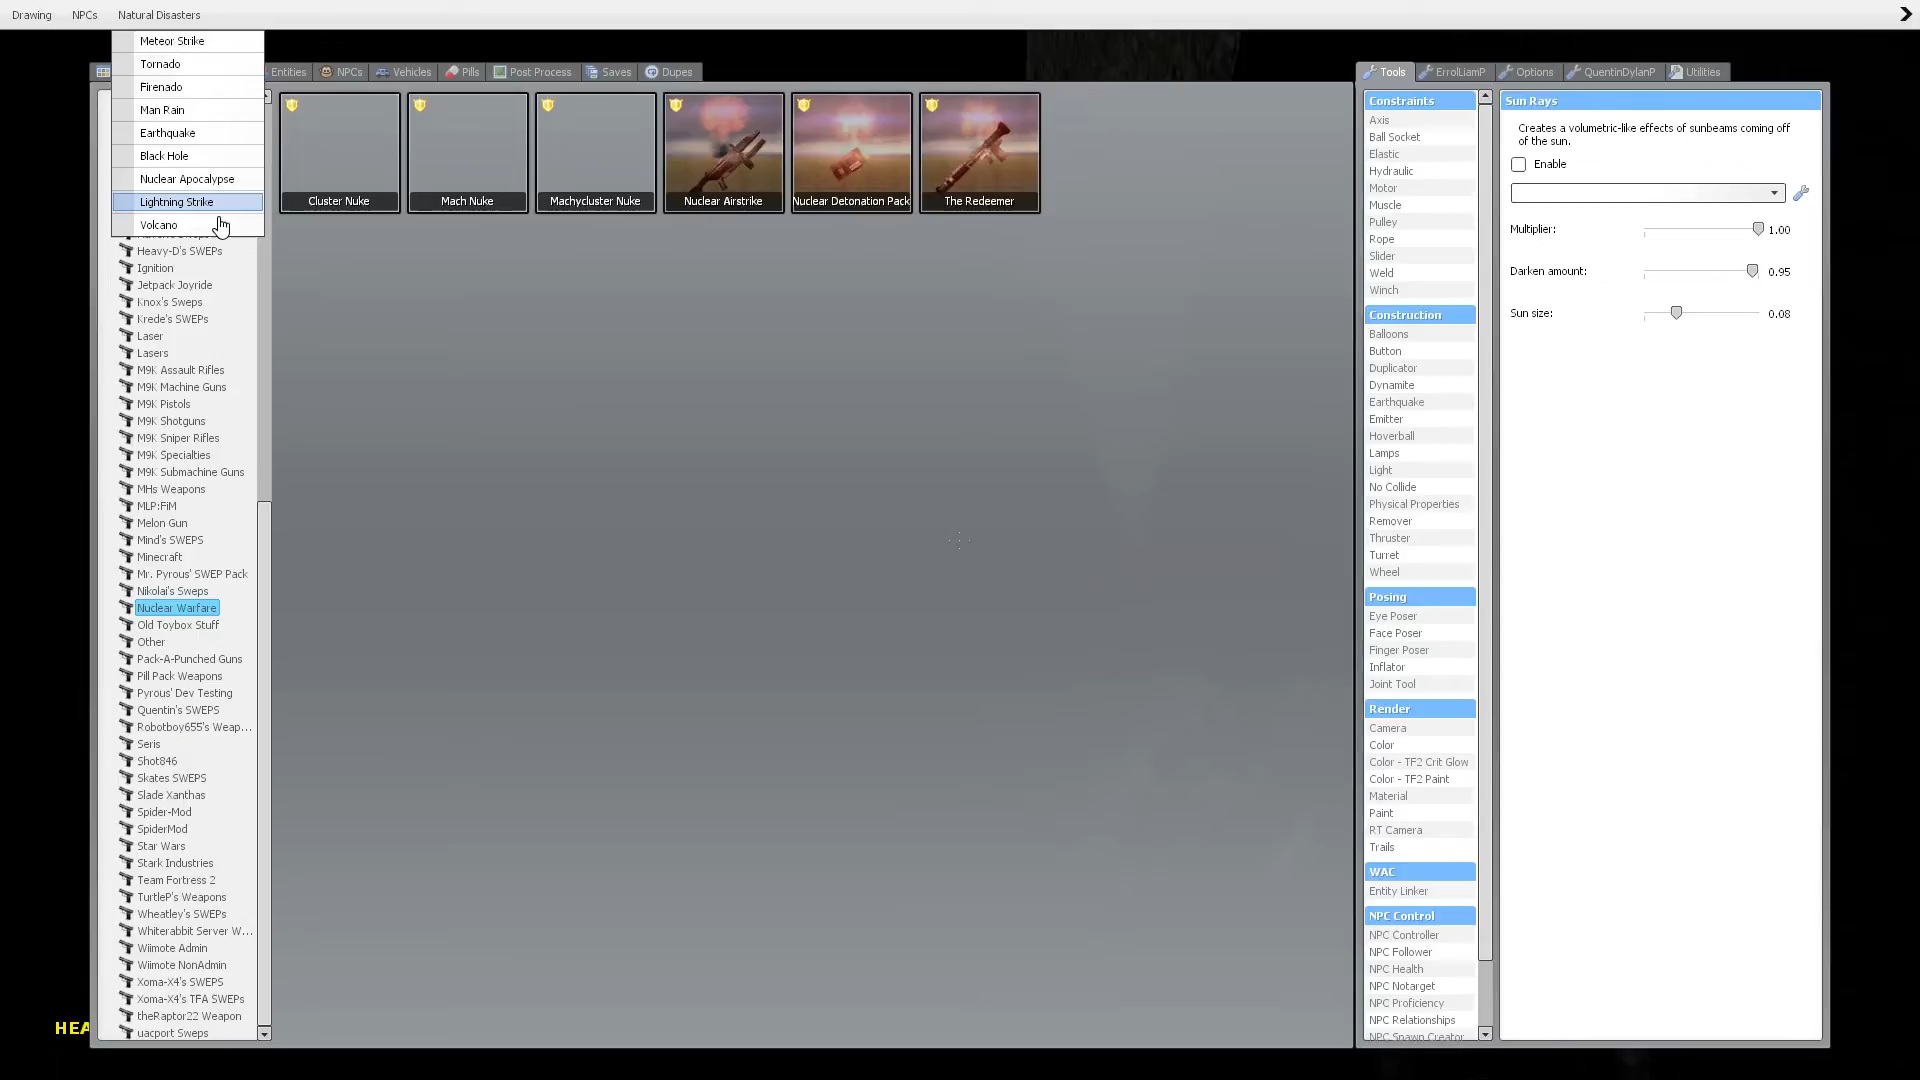 Drawing
NPCs
Natural Disasters
Meteor Strike
Tornado
Firenado
Man Rain
Earthquake
Black Hole
Nuclear Apocalypse
Lightning Strike
Volcano
Entities
NPCs
Vehicles
Pills
Post Process
Saves
Dupes
Heavy-D's SWEPs
Ignition
Jetpack Joyride
Knox's Sweps
Krede's SWEPs
Laser
Lasers
M9K Assault Rifles
M9K Machine Guns
M9K Pistols
M9K Shotguns
M9K Sniper Rifles
M9K Specialties
M9K Submachine Guns
MHs Weapons
MLP:FiM
Melon Gun
Mind's SWEPS
Minecraft
Mr. Pyrous' SWEP Pack
Nikolai's Sweps
Nuclear Warfare
Old Toybox Stuff
Other
Pack-A-Punched Guns
Pill Pack Weapons
Pyrous' Dev Testing
Quentin's SWEPS
Robotboy655's Weap...
Seris
Shot846
Skates SWEPS
Slade Xanthas
Spider-Mod
SpiderMod
Star Wars
Stark Industries
Team Fortress 2
TurtleP's Weapons
Wheatley's SWEPs
Whiterabbit Server W...
Wiimote Admin
Wiimote NonAdmin
Xoma-X4's SWEPS
Xoma-X4's TFA SWEPs
theRaptor22 Weapon
uacport Sweps
HEA
Cluster Nuke
Mach Nuke
Machycluster Nuke
Nuclear Airstrike
Nuclear Detonation Pack
The Redeemer
Tools
ErrolLiamP
Options
QuentinDylanP
Utilities
Constraints
Axis
Ball Socket
Elastic
Hydraulic
Motor
Muscle
Pulley
Rope
Slider
Weld
Winch
Construction
Balloons
Button
Duplicator
Dynamite
Earthquake
Emitter
Hoverball
Lamps
Light
No Collide
Physical Properties
Remover
Thruster
Turret
Wheel
Posing
Eye Poser
Face Poser
Finger Poser
Inflator
Joint Tool
Render
Camera
Color
Color - TF2 Crit Glow
Color - TF2 Paint
Material
Paint
RT Camera
Trails
WAC
Entity Linker
NPC Control
NPC Controller
NPC Follower
NPC Health
NPC Notarget
NPC Proficiency
NPC Relationships
NPC Spawn Creator
Sun Rays
Creates a volumetric-like effects of sunbeams coming off
of the sun.
Enable
Multiplier: 1.00
Darken amount: 0.95
Sun size: 0.08